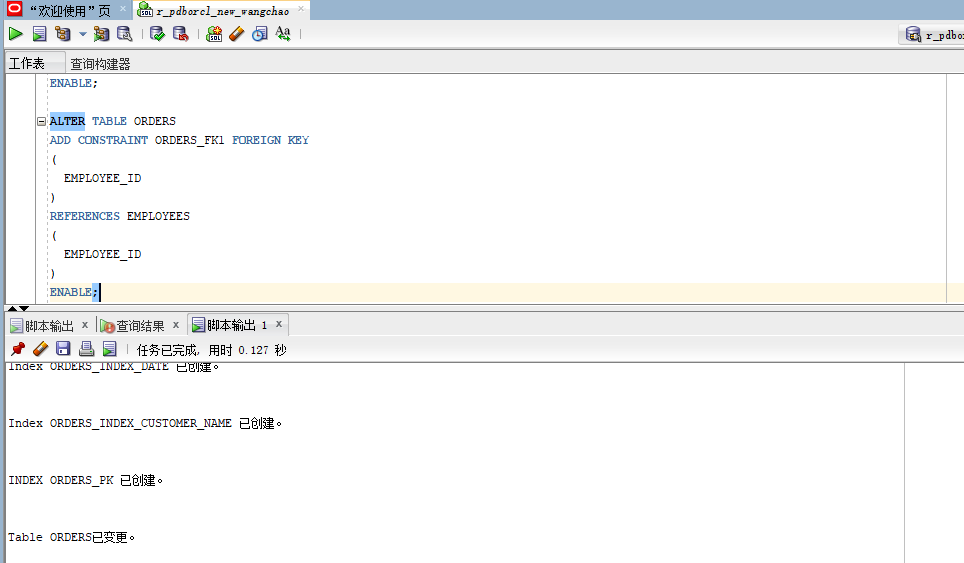 “欢迎使用”页
r_pdborcl_new_wangchao
Aa
工作表
查询构建器
ENABLE;
ALTER TABLE ORDERS
ADD CONSTRAINT ORDERS_FK1 FOREIGN KEY
(
EMPLOYEE_ID
)
REFERENCES EMPLOYEES
(
EMPLOYEE_ID
)
ENABLE;
脚本输出 x
查询结果 x
脚本输出 1 x
任务已完成, 用时 0.127 秒
Index ORDERS_INDEX_DATE 已创建。
Index ORDERS_INDEX_CUSTOMER_NAME 已创建。
INDEX ORDERS_PK 已创建。
Table ORDERS已变更。